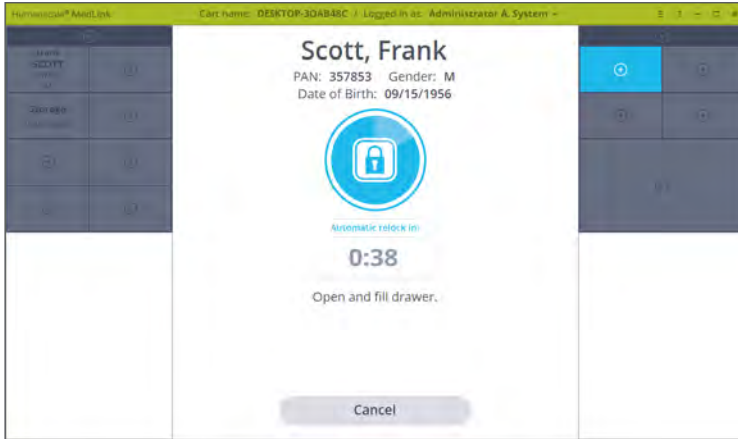 Humanscale® MedLink Cart name: DESKTOP-3OAB48C / Logged in as: Administrator A. System
SCOTT
Scott, Frank
PAN: 357853 Gender: M
Date of Birth: 09/15/1956
Automatic relock in:
0:38
Open and fill drawer.
Cancel